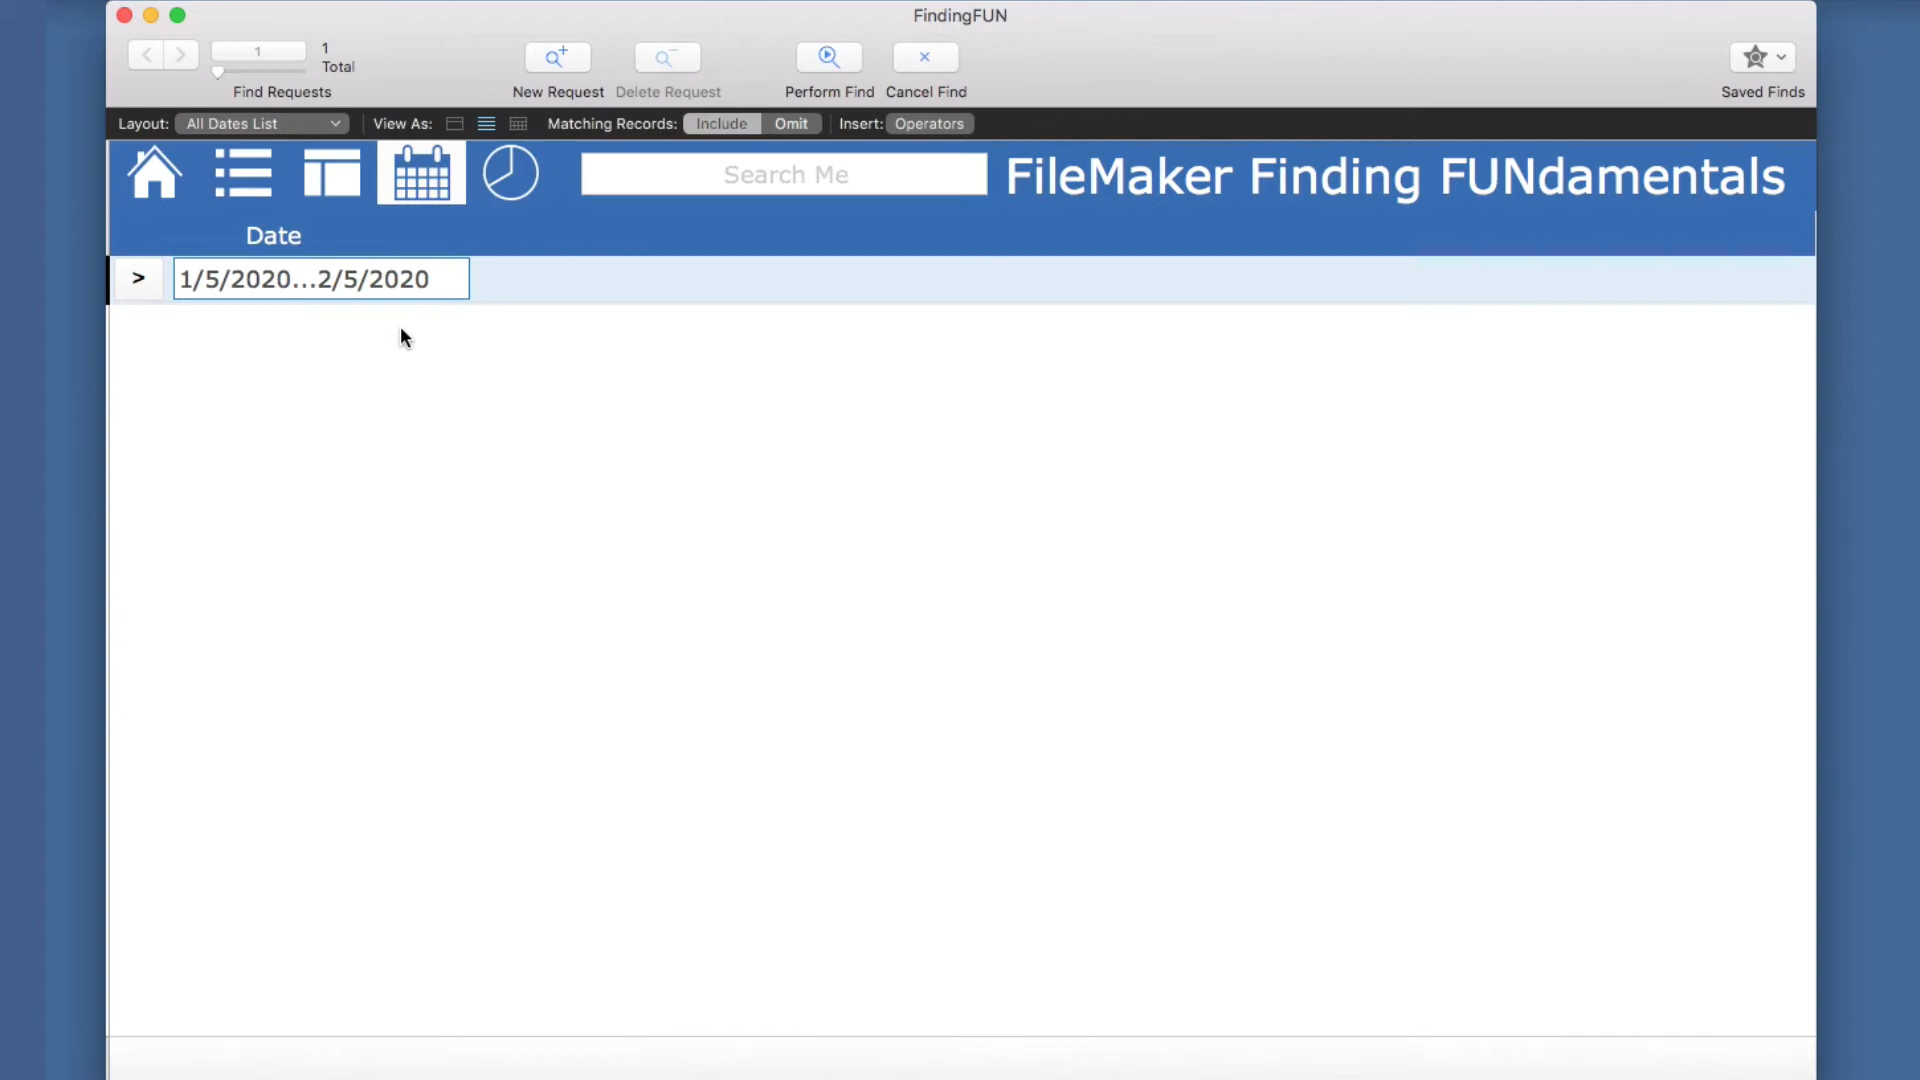 FindingFUN
1
1
Total
Find Requests
New Request
Delete Request
Perform Find
Cancel Find
Saved Finds
Layout: All Dates List
View As:
Matching Records: Include Omit
Insert: Operators
Search Me
FileMaker Finding FUNdamentals
Date
> 1/5/2020...2/5/2020